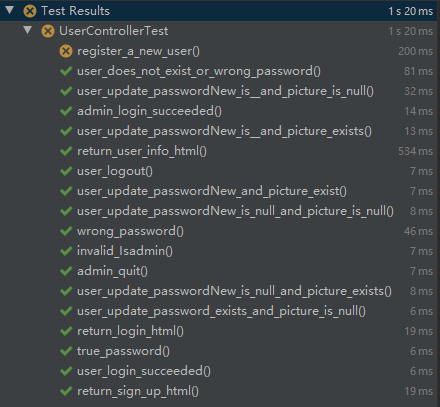 Test Results 1 s 20 ms
UserControllerTest 1 s 20 ms
register_a_new_user() 200 ms
user_does_not_exist_or_wrong_password() 81 ms
user_update_passwordNew_is__and_picture_is_null() 32 ms
admin_login_succeeded() 14 ms
user_update_passwordNew_is__and_picture_exists() 13 ms
return_user_info_html() 534 ms
user_logout() 7 ms
user_update_passwordNew_and_picture_exist() 7 ms
user_update_passwordNew_is_null_and_picture_is_null() 8 ms
wrong_password() 46 ms
invalid_Isadmin() 7 ms
admin_quit() 7 ms
user_update_passwordNew_is_null_and_picture_exists() 8 ms
user_update_password_exists_and_picture_is_null() 6 ms
return_login_html() 19 ms
true_password() 7 ms
user_login_succeeded() 6 ms
return_sign_up_html() 19 ms